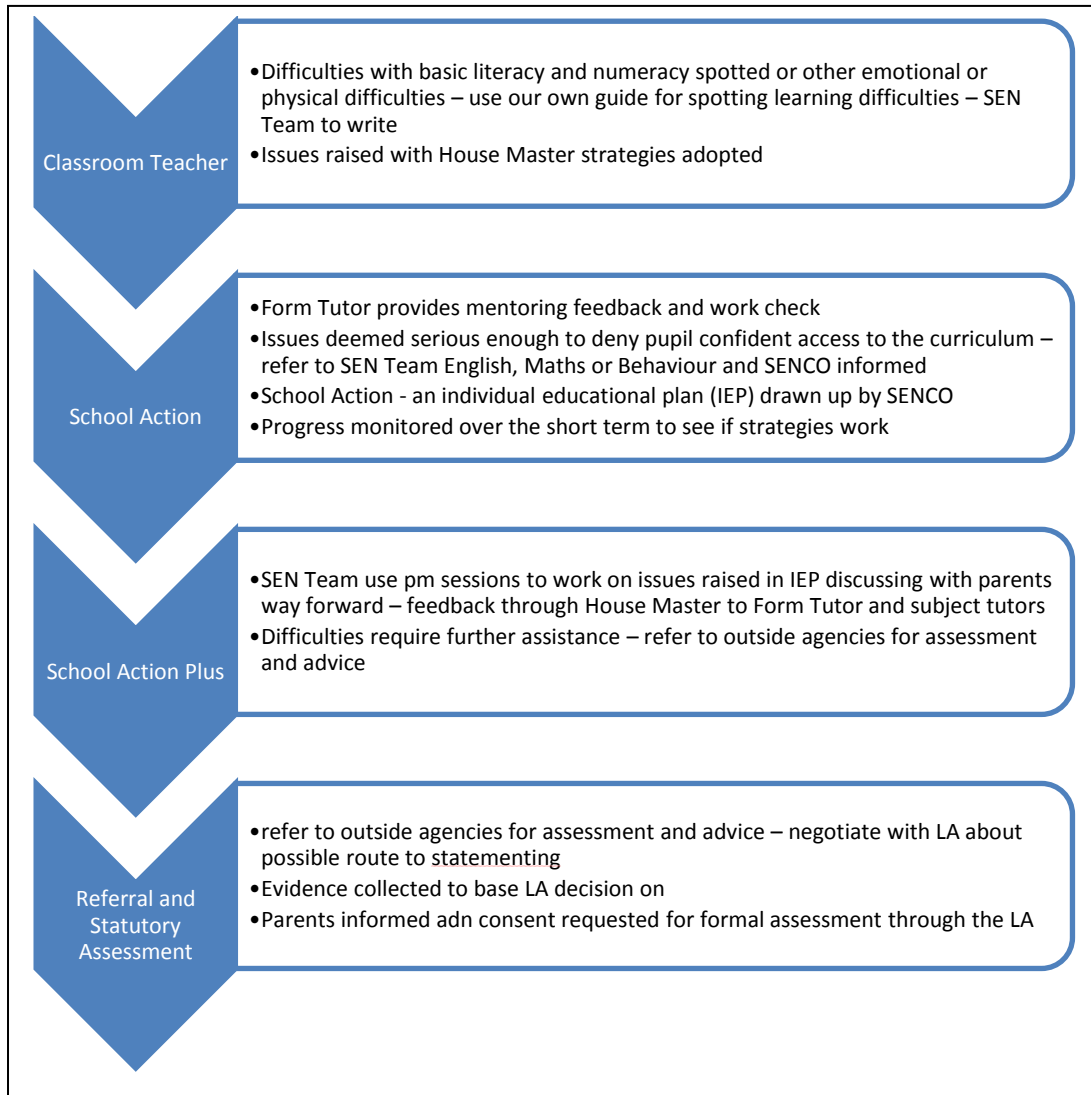 Classroom Teacher
•Difficulties with basic literacy and numeracy spotted or other emotional or
physical difficulties – use our own guide for spotting learning difficulties – SEN
Team to write
•Issues raised with House Master strategies adopted
School Action
•Form Tutor provides mentoring feedback and work check
•Issues deemed serious enough to deny pupil confident access to the curriculum –
refer to SEN Team English, Maths or Behaviour and SENCO informed
•School Action - an individual educational plan (IEP) drawn up by SENCO
•Progress monitored over the short term to see if strategies work
School Action Plus
•SEN Team use pm sessions to work on issues raised in IEP discussing with parents
way forward – feedback through House Master to Form Tutor and subject tutors
•Difficulties require further assistance – refer to outside agencies for assessment
and advice
Referral and
Statutory
Assessment
•refer to outside agencies for assessment and advice – negotiate with LA about
possible route to statementing
•Evidence collected to base LA decision on
•Parents informed adn consent requested for formal assessment through the LA